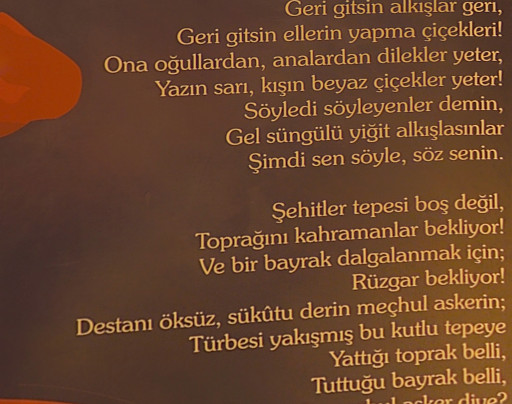 Geri gitsin alkışlar geri,
Geri gitsin ellerin yapma çiçekleri!
Ona oğullardan, analardan dilekler yeter,
Yazın sarı, kışın beyaz çiçekler yeter!
Söyledi söyleyenler demin,
Gel süngülü yiğit alkışlasınlar
Şimdi sen söyle, söz senin.
Şehitler tepesi boş değil,
Toprağını kahramanlar bekliyor!
Ve bir bayrak dalgalanmak için;
Rüzgar bekliyor!
Destanı öksüz, sükûtu derin meçhul askerin;
Türbesi yakışmış bu kutlu tepeye
Yattığı toprak belli,
Tuttuğu bayrak belli,
asker diye?